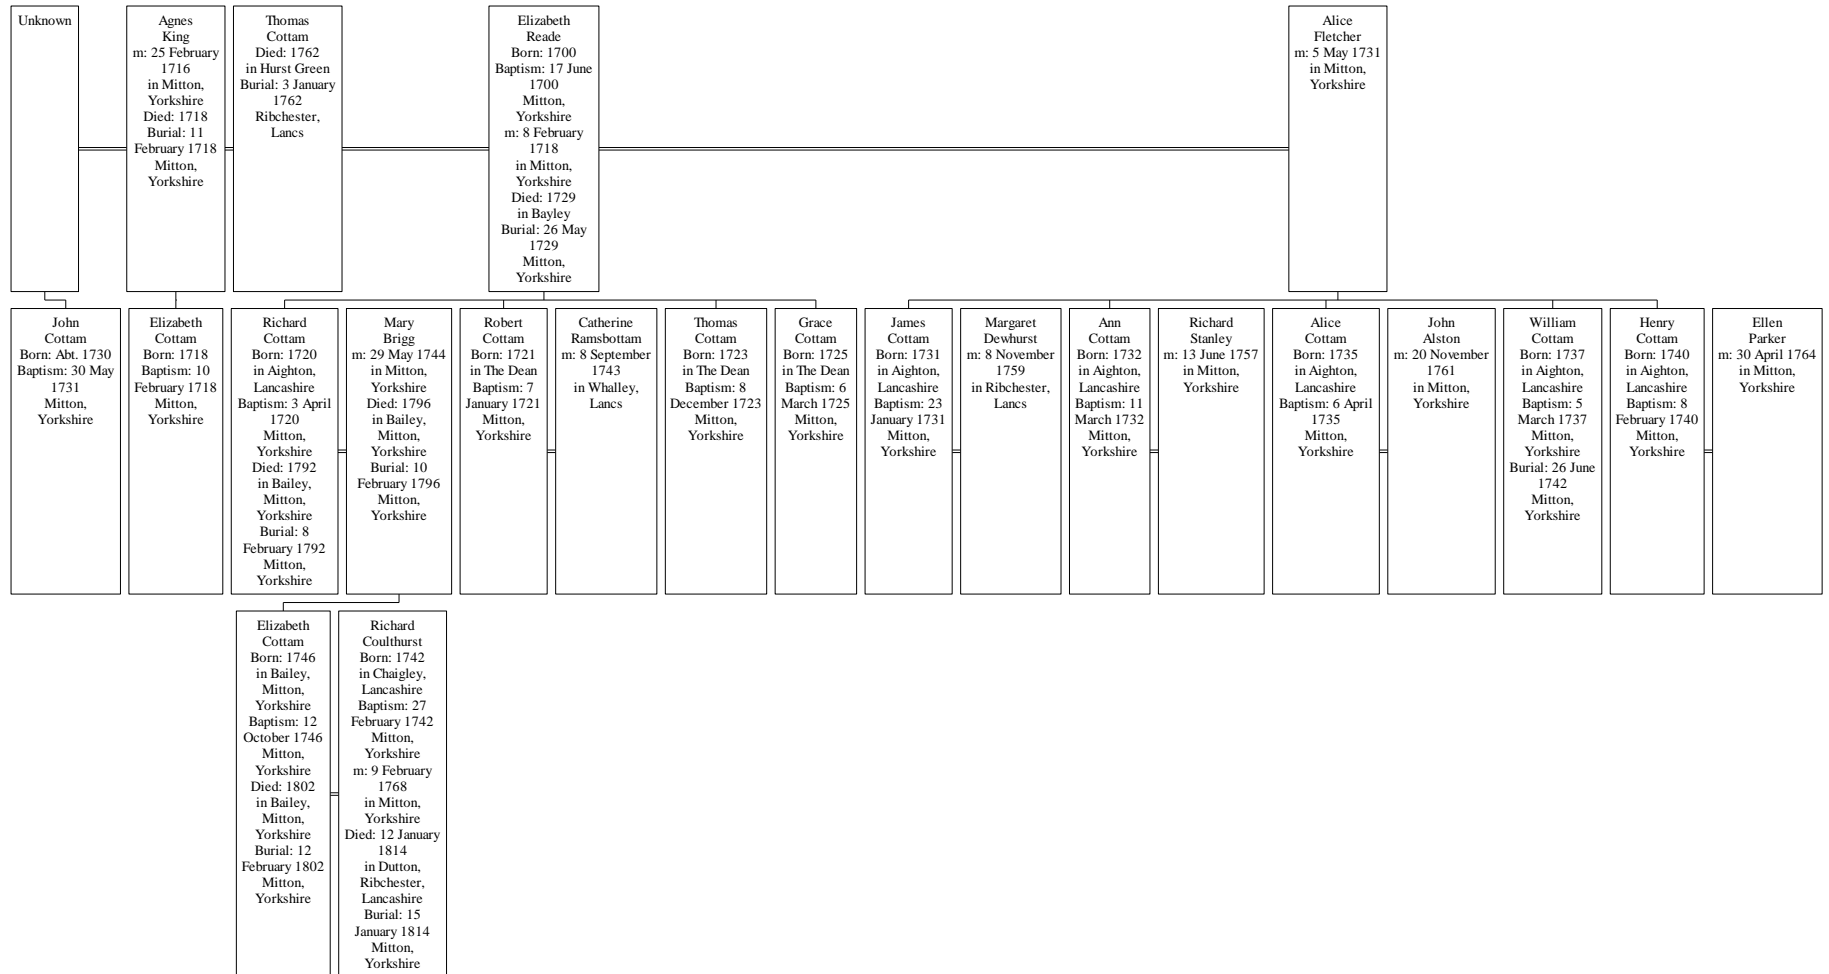 Unknown
Agnes
King
m: 25 February
1716
in Mitton,
Yorkshire
Died: 1718
Burial: 11
February 1718
Mitton,
Yorkshire
Thomas
Cottam
Died: 1762
in Hurst Green
Burial: 3 January
1762
Ribchester,
Lancs
Elizabeth
Reade
Born: 1700
Baptism: 17 June
1700
Mitton,
Yorkshire
m: 8 February
1718
in Mitton,
Yorkshire
Died: 1729
in Bayley
Burial: 26 May
1729
Mitton,
Yorkshire
Alice
Fletcher
m: 5 May 1731
in Mitton,
Yorkshire
John
Cottam
Born: Abt. 1730
Baptism: 30 May
1731
Mitton,
Yorkshire
Elizabeth
Cottam
Born: 1718
Baptism: 10
February 1718
Mitton,
Yorkshire
Richard
Cottam
Born: 1720
in Aighton,
Lancashire
Baptism: 3 April
1720
Mitton,
Yorkshire
Died: 1792
in Bailey,
Mitton,
Yorkshire
Burial: 8
February 1792
Mitton,
Yorkshire
Mary
Brigg
m: 29 May 1744
in Mitton,
Yorkshire
Died: 1796
in Bailey,
Mitton,
Yorkshire
Burial: 10
February 1796
Mitton,
Yorkshire
Robert
Cottam
Born: 1721
in The Dean
Baptism: 7
January 1721
Mitton,
Yorkshire
Catherine
Ramsbottam
m: 8 September
1743
in Whalley,
Lancs
Thomas
Cottam
Born: 1723
in The Dean
Baptism: 8
December 1723
Mitton,
Yorkshire
Grace
Cottam
Born: 1725
in The Dean
Baptism: 6
March 1725
Mitton,
Yorkshire
James
Cottam
Born: 1731
in Aighton,
Lancashire
Baptism: 23
January 1731
Mitton,
Yorkshire
Margaret
Dewhurst
m: 8 November
1759
in Ribchester,
Lancs
Ann
Cottam
Born: 1732
in Aighton,
Lancashire
Baptism: 11
March 1732
Mitton,
Yorkshire
Richard
Stanley
m: 13 June 1757
in Mitton,
Yorkshire
Alice
Cottam
Born: 1735
in Aighton,
Lancashire
Baptism: 6 April
1735
Mitton,
Yorkshire
John
Alston
m: 20 November
1761
in Mitton,
Yorkshire
William
Cottam
Born: 1737
in Aighton,
Lancashire
Baptism: 5
March 1737
Mitton,
Yorkshire
Burial: 26 June
1742
Mitton,
Yorkshire
Henry
Cottam
Born: 1740
in Aighton,
Lancashire
Baptism: 8
February 1740
Mitton,
Yorkshire
Ellen
Parker
m: 30 April 1764
in Mitton,
Yorkshire
Elizabeth
Cottam
Born: 1746
in Bailey,
Mitton,
Yorkshire
Baptism: 12
October 1746
Mitton,
Yorkshire
Died: 1802
in Bailey,
Mitton,
Yorkshire
Burial: 12
February 1802
Mitton,
Yorkshire
Richard
Coulthurst
Born: 1742
in Chaigley,
Lancashire
Baptism: 27
February 1742
Mitton,
Yorkshire
m: 9 February
1768
in Mitton,
Yorkshire
Died: 12 January
1814
in Dutton,
Ribchester,
Lancashire
Burial: 15
January 1814
Mitton,
Yorkshire